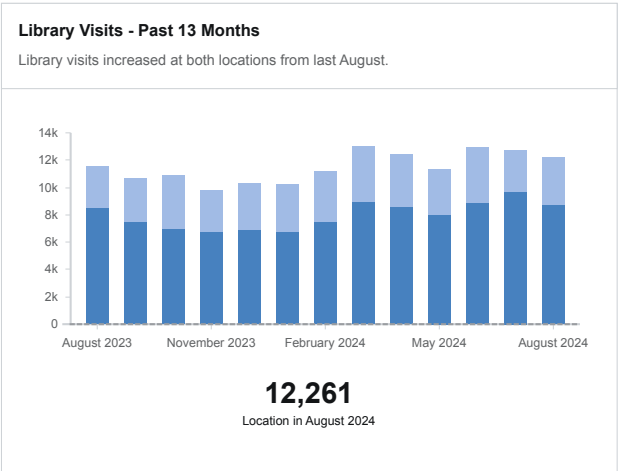 Library Visits - Past 13 Months
Library visits increased at both locations from last August.
14k
12k
10k
8k
6k
4k
2k
0
August 2023 November 2023 February 2024 May 2024 August 2024
12,261
Location in August 2024